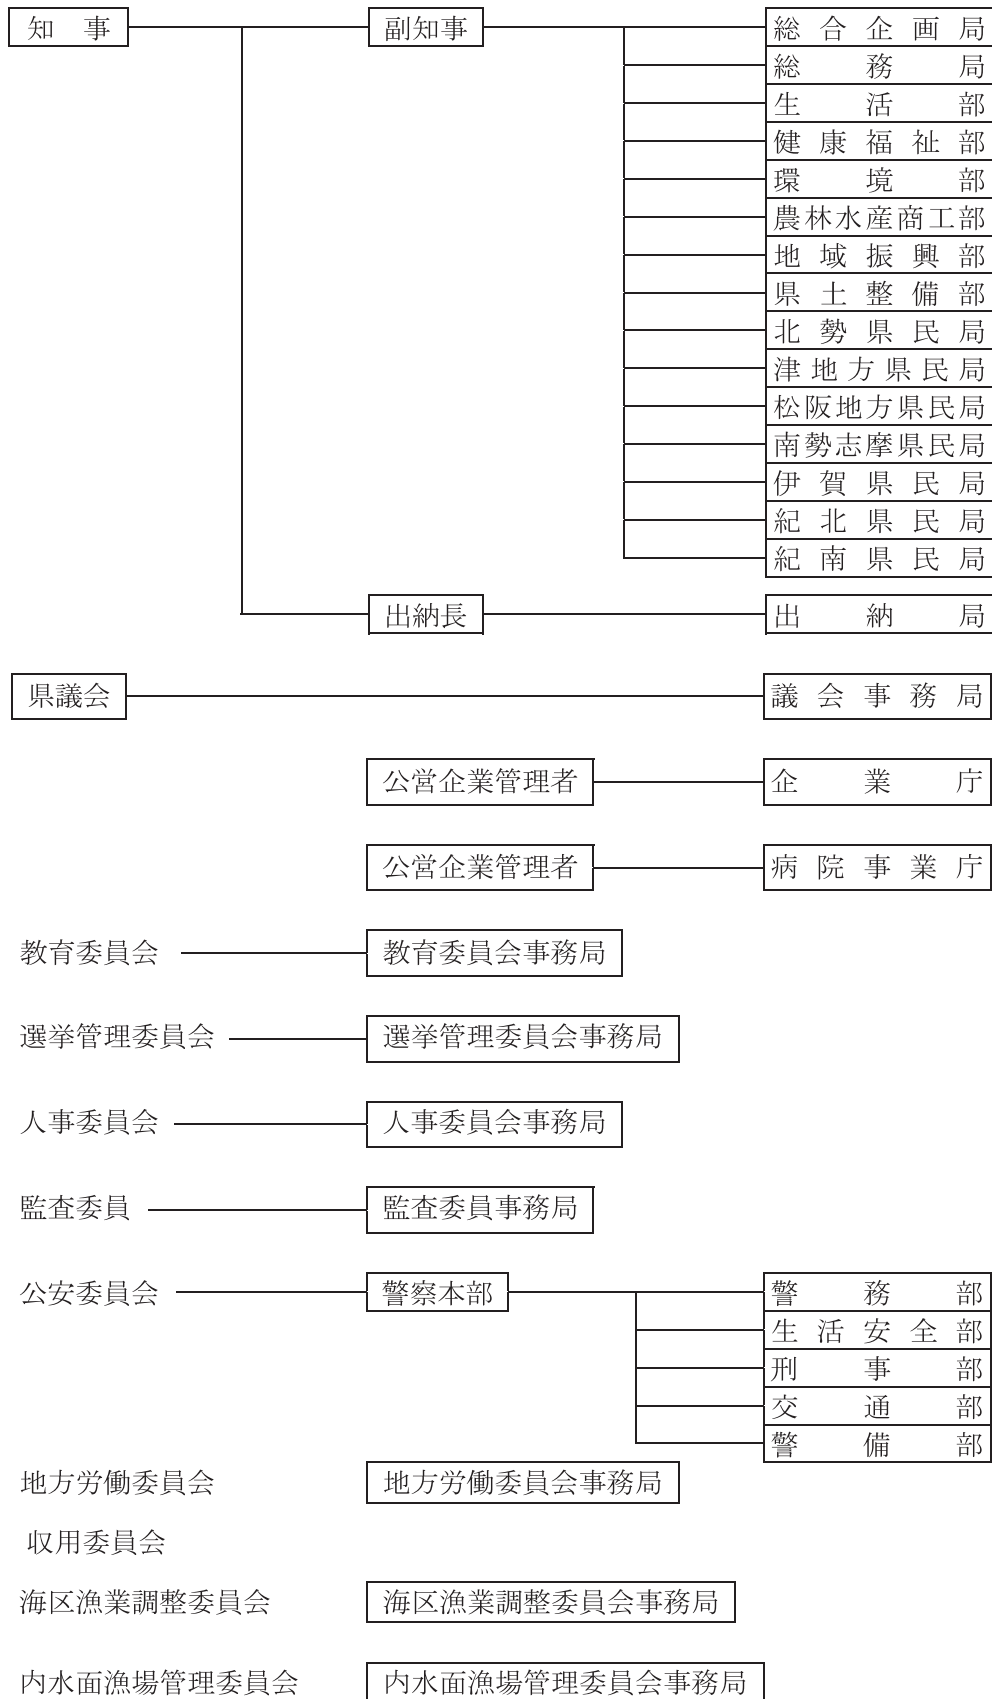 知事 副知事 総合企画局
総務局
生活部
健康福祉部
環境部
農林水産商工部
地域振興部
県土整備部
北勢県民局
津地方県民局
松阪地方県民局
南勢志摩県民局
伊賀県民局
紀北県民局
紀南県民局
出納長 出納局
県議会 議会事務局
公営企業管理者 企業庁
公営企業管理者 病院事業庁
教育委員会 教育委員会事務局
選挙管理委員会 選挙管理委員会事務局
人事委員会 人事委員会事務局
監査委員 監査委員事務局
公安委員会 警察本部 警務部
生活安全部
刑事部
交通部
警備部
地方労働委員会 地方労働委員会事務局
収用委員会
海区漁業調整委員会 海区漁業調整委員会事務局
内水面漁場管理委員会 内水面漁場管理委員会事務局